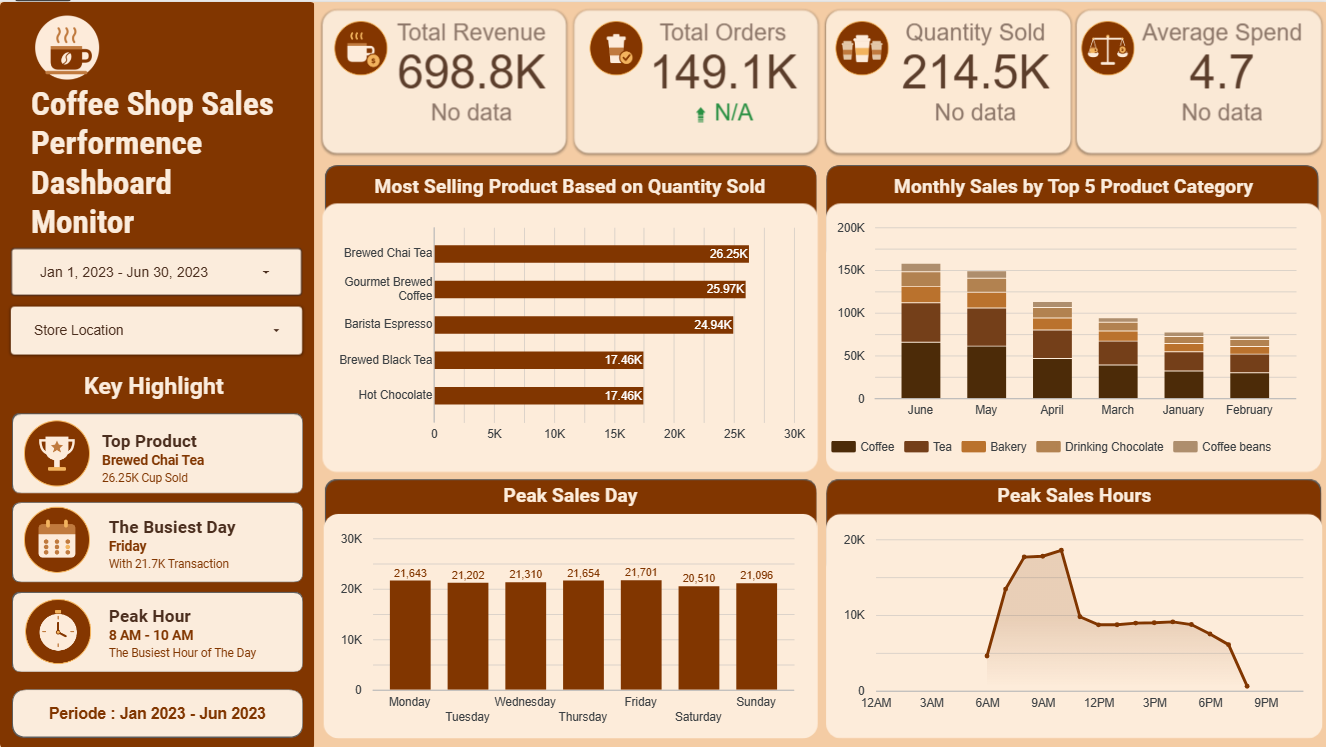 Coffee Shop Sales
Performence
Dashboard
Monitor
Jan 1, 2023 - Jun 30, 2023
Store Location
Key Highlight
Top Product
Brewed Chai Tea
26.25K Cup Sold
The Busiest Day
Friday
With 21.7K Transaction
Peak Hour
8 AM - 10 AM
The Busiest Hour of The Day
Periode : Jan 2023 - Jun 2023
Total Revenue
698.8K
No data
Total Orders
149.1K
N/A
Quantity Sold
214.5K
No data
Average Spend
4.7
No data
Most Selling Product Based on Quantity Sold
Brewed Chai Tea
26.25K
Gourmet Brewed
Coffee
25.97K
Barista Espresso
24.94K
Brewed Black Tea
17.46K
Hot Chocolate
17.46K
0 5K 10K 15K 20K 25K 30K
Monthly Sales by Top 5 Product Category
200K
150K
100K
50K
0
June May April March January February
Coffee Tea Bakery Drinking Chocolate Coffee beans
Peak Sales Day
30K
20K
10K
0
21,643 21,202 21,310 21,654 21,701 20,510 21,096
Monday Tuesday Wednesday Thursday Friday Saturday Sunday
Peak Sales Hours
20K
10K
0
12AM 3AM 6AM 9AM 12PM 3PM 6PM 9PM